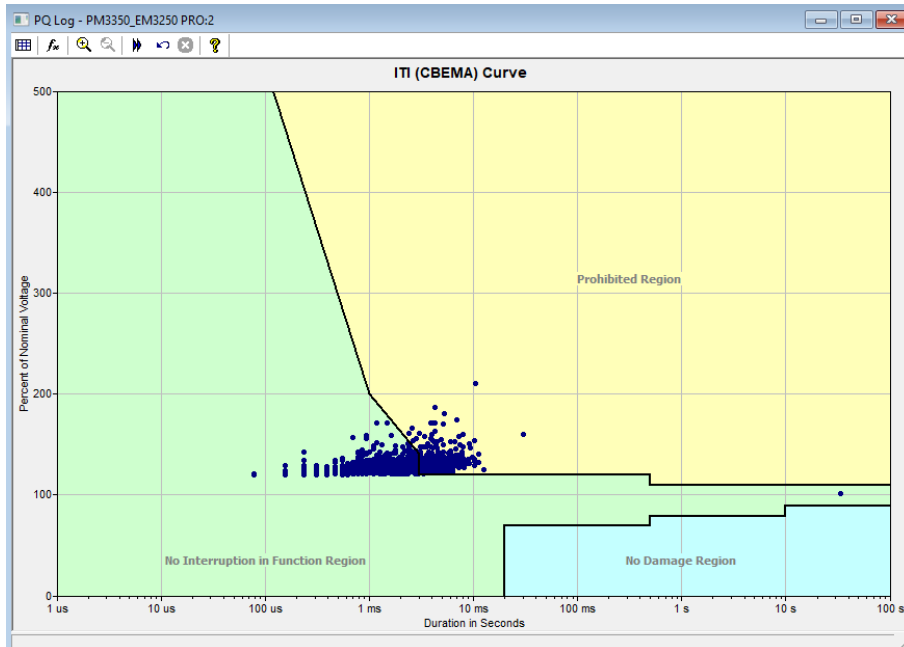 PQ Log - PM3350_EM3250 PRO:2
fx
?
ITI (CBEMA) Curve
Percent of Nominal Voltage
500
400
300
200
100
0
Prohibited Region
No Interruption in Function Region
No Damage Region
1 us
10 us
100 us
1 ms
10 ms
100 ms
1 s
10 s
100 s
Duration in Seconds